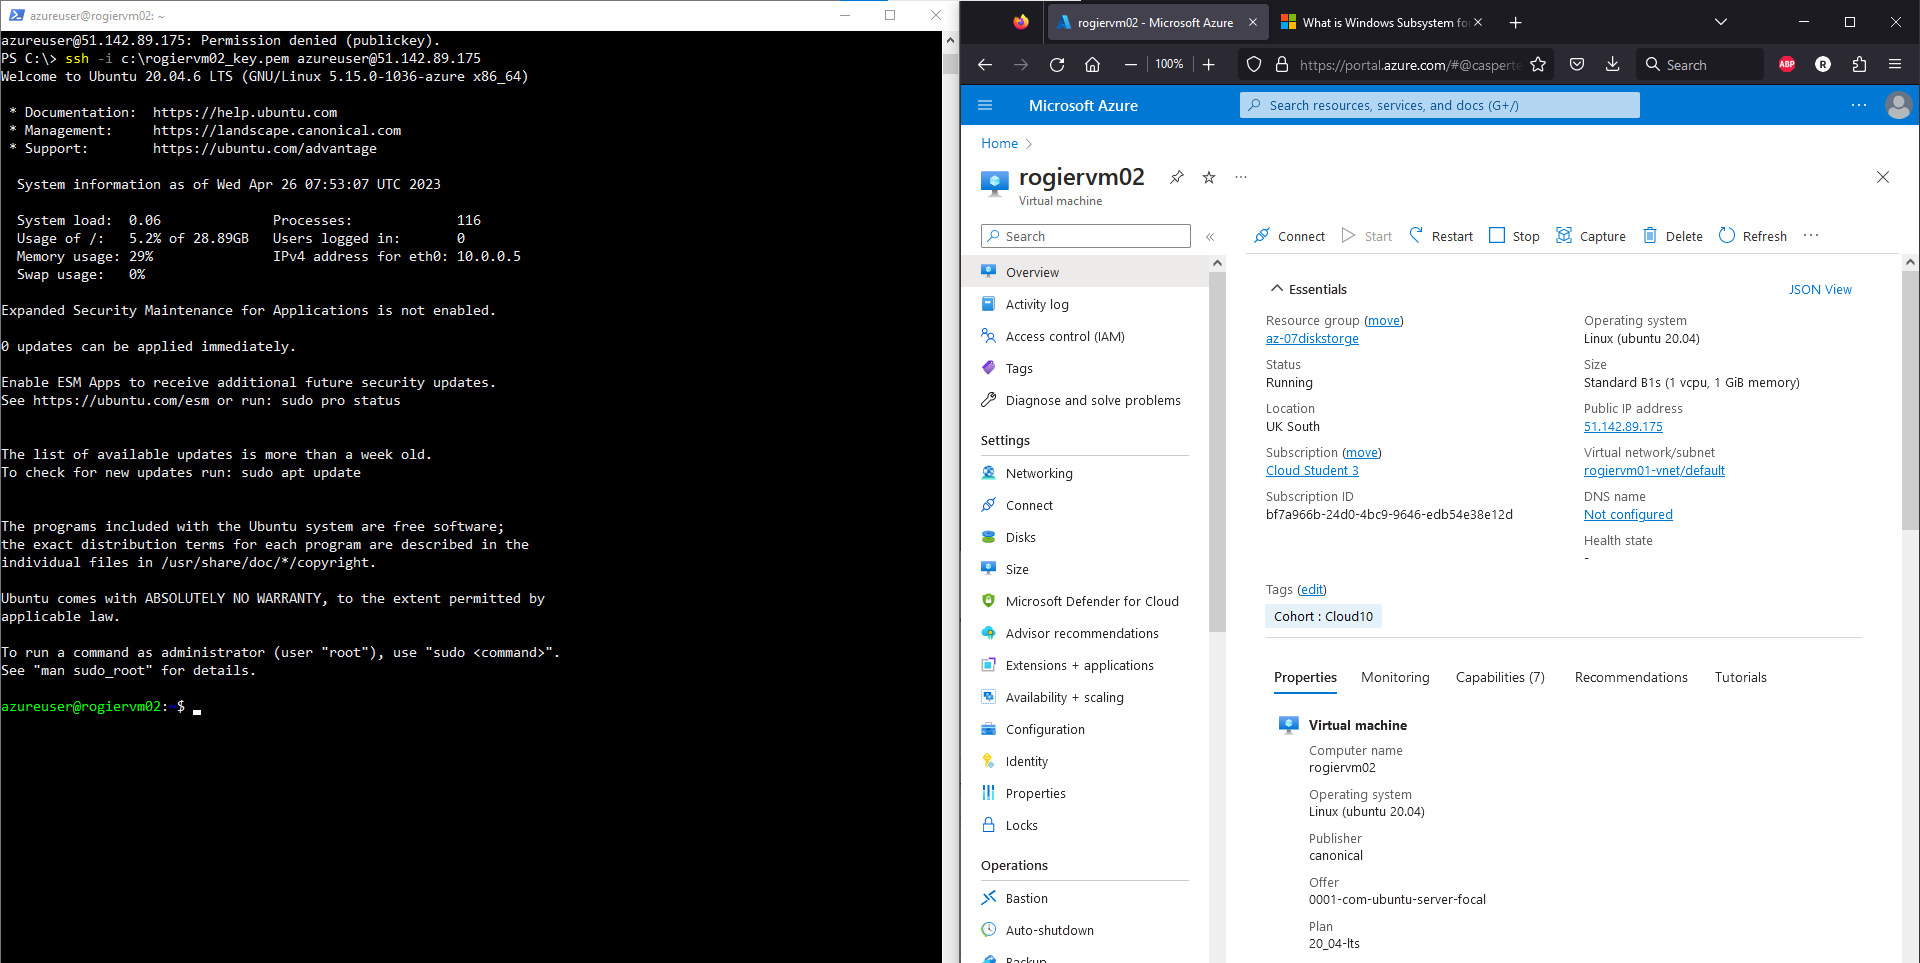 azureuser@rogiervm02: ~
azureuser@51.142.89.175: Permission denied (publickey).
PS C:\> ssh -i c:\rogiervm02_key.pem azureuser@51.142.89.175
Welcome to Ubuntu 20.04.6 LTS (GNU/Linux 5.15.0-1036-azure x86_64)
* Documentation:  https://help.ubuntu.com
* Management:     https://landscape.canonical.com
* Support:        https://ubuntu.com/advantage
System information as of Wed Apr 26 07:53:07 UTC 2023
System load:  0.06              Processes:             116
Usage of /:   5.2% of 28.89GB   Users logged in:       0
Memory usage: 29%               IPv4 address for eth0: 10.0.0.5
Swap usage:   0%
Expanded Security Maintenance for Applications is not enabled.
0 updates can be applied immediately.
Enable ESM Apps to receive additional future security updates.
See https://ubuntu.com/esm or run: sudo pro status
The list of available updates is more than a week old.
To check for new updates run: sudo apt update
The programs included with the Ubuntu system are free software;
the exact distribution terms for each program are described in the
individual files in /usr/share/doc/*/copyright.
Ubuntu comes with ABSOLUTELY NO WARRANTY, to the extent permitted by
applicable law.
To run a command as administrator (user "root"), use "sudo <command>".
See "man sudo_root" for details.
azureuser@rogiervm02:~$
rogiervm02 - Microsoft Azure
What is Windows Subsystem fo
100%
https://portal.azure.com/#@casperte
Search
ABP
R
Microsoft Azure
Search resources, services, and docs (G+/)
Home
rogiervm02
Virtual machine
Search
Overview
Activity log
Access control (IAM)
Tags
Diagnose and solve problems
Settings
Networking
Connect
Disks
Size
Microsoft Defender for Cloud
Advisor recommendations
Extensions + applications
Availability + scaling
Configuration
Identity
Properties
Locks
Operations
Bastion
Auto-shutdown
Backup
Connect Start Restart Stop Capture Delete Refresh
Essentials
JSON View
Resource group (move)
az-07diskstorge
Status
Running
Location
UK South
Subscription (move)
Cloud Student 3
Subscription ID
bf7a966b-24d0-4bc9-9646-edb54e38e12d
Operating system
Linux (ubuntu 20.04)
Size
Standard B1s (1 vcpu, 1 GiB memory)
Public IP address
51.142.89.175
Virtual network/subnet
rogiervm01-vnet/default
DNS name
Not configured
Health state
-
Tags (edit)
Cohort : Cloud10
Properties Monitoring Capabilities (7) Recommendations Tutorials
Virtual machine
Computer name
rogiervm02
Operating system
Linux (ubuntu 20.04)
Publisher
canonical
Offer
0001-com-ubuntu-server-focal
Plan
20_04-lts